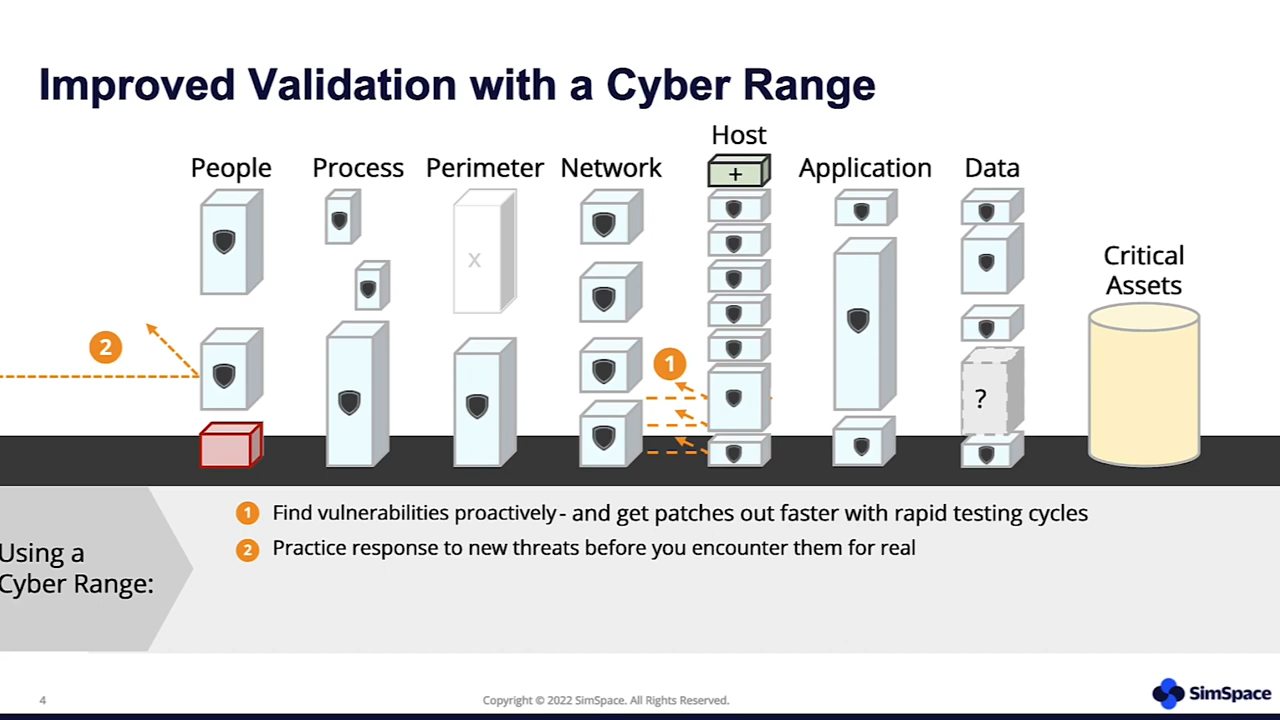 Improved Validation with a Cyber Range
Host
People Process Perimeter Network Application Data
+
X
Critical
Assets
2
1
?
1 Find vulnerabilities proactively - and get patches out faster with rapid testing cycles
2 Practice response to new threats before you encounter them for real
Using a
Cyber Range:
4
Copyright © 2022 SimSpace. All Rights Reserved.
SimSpace